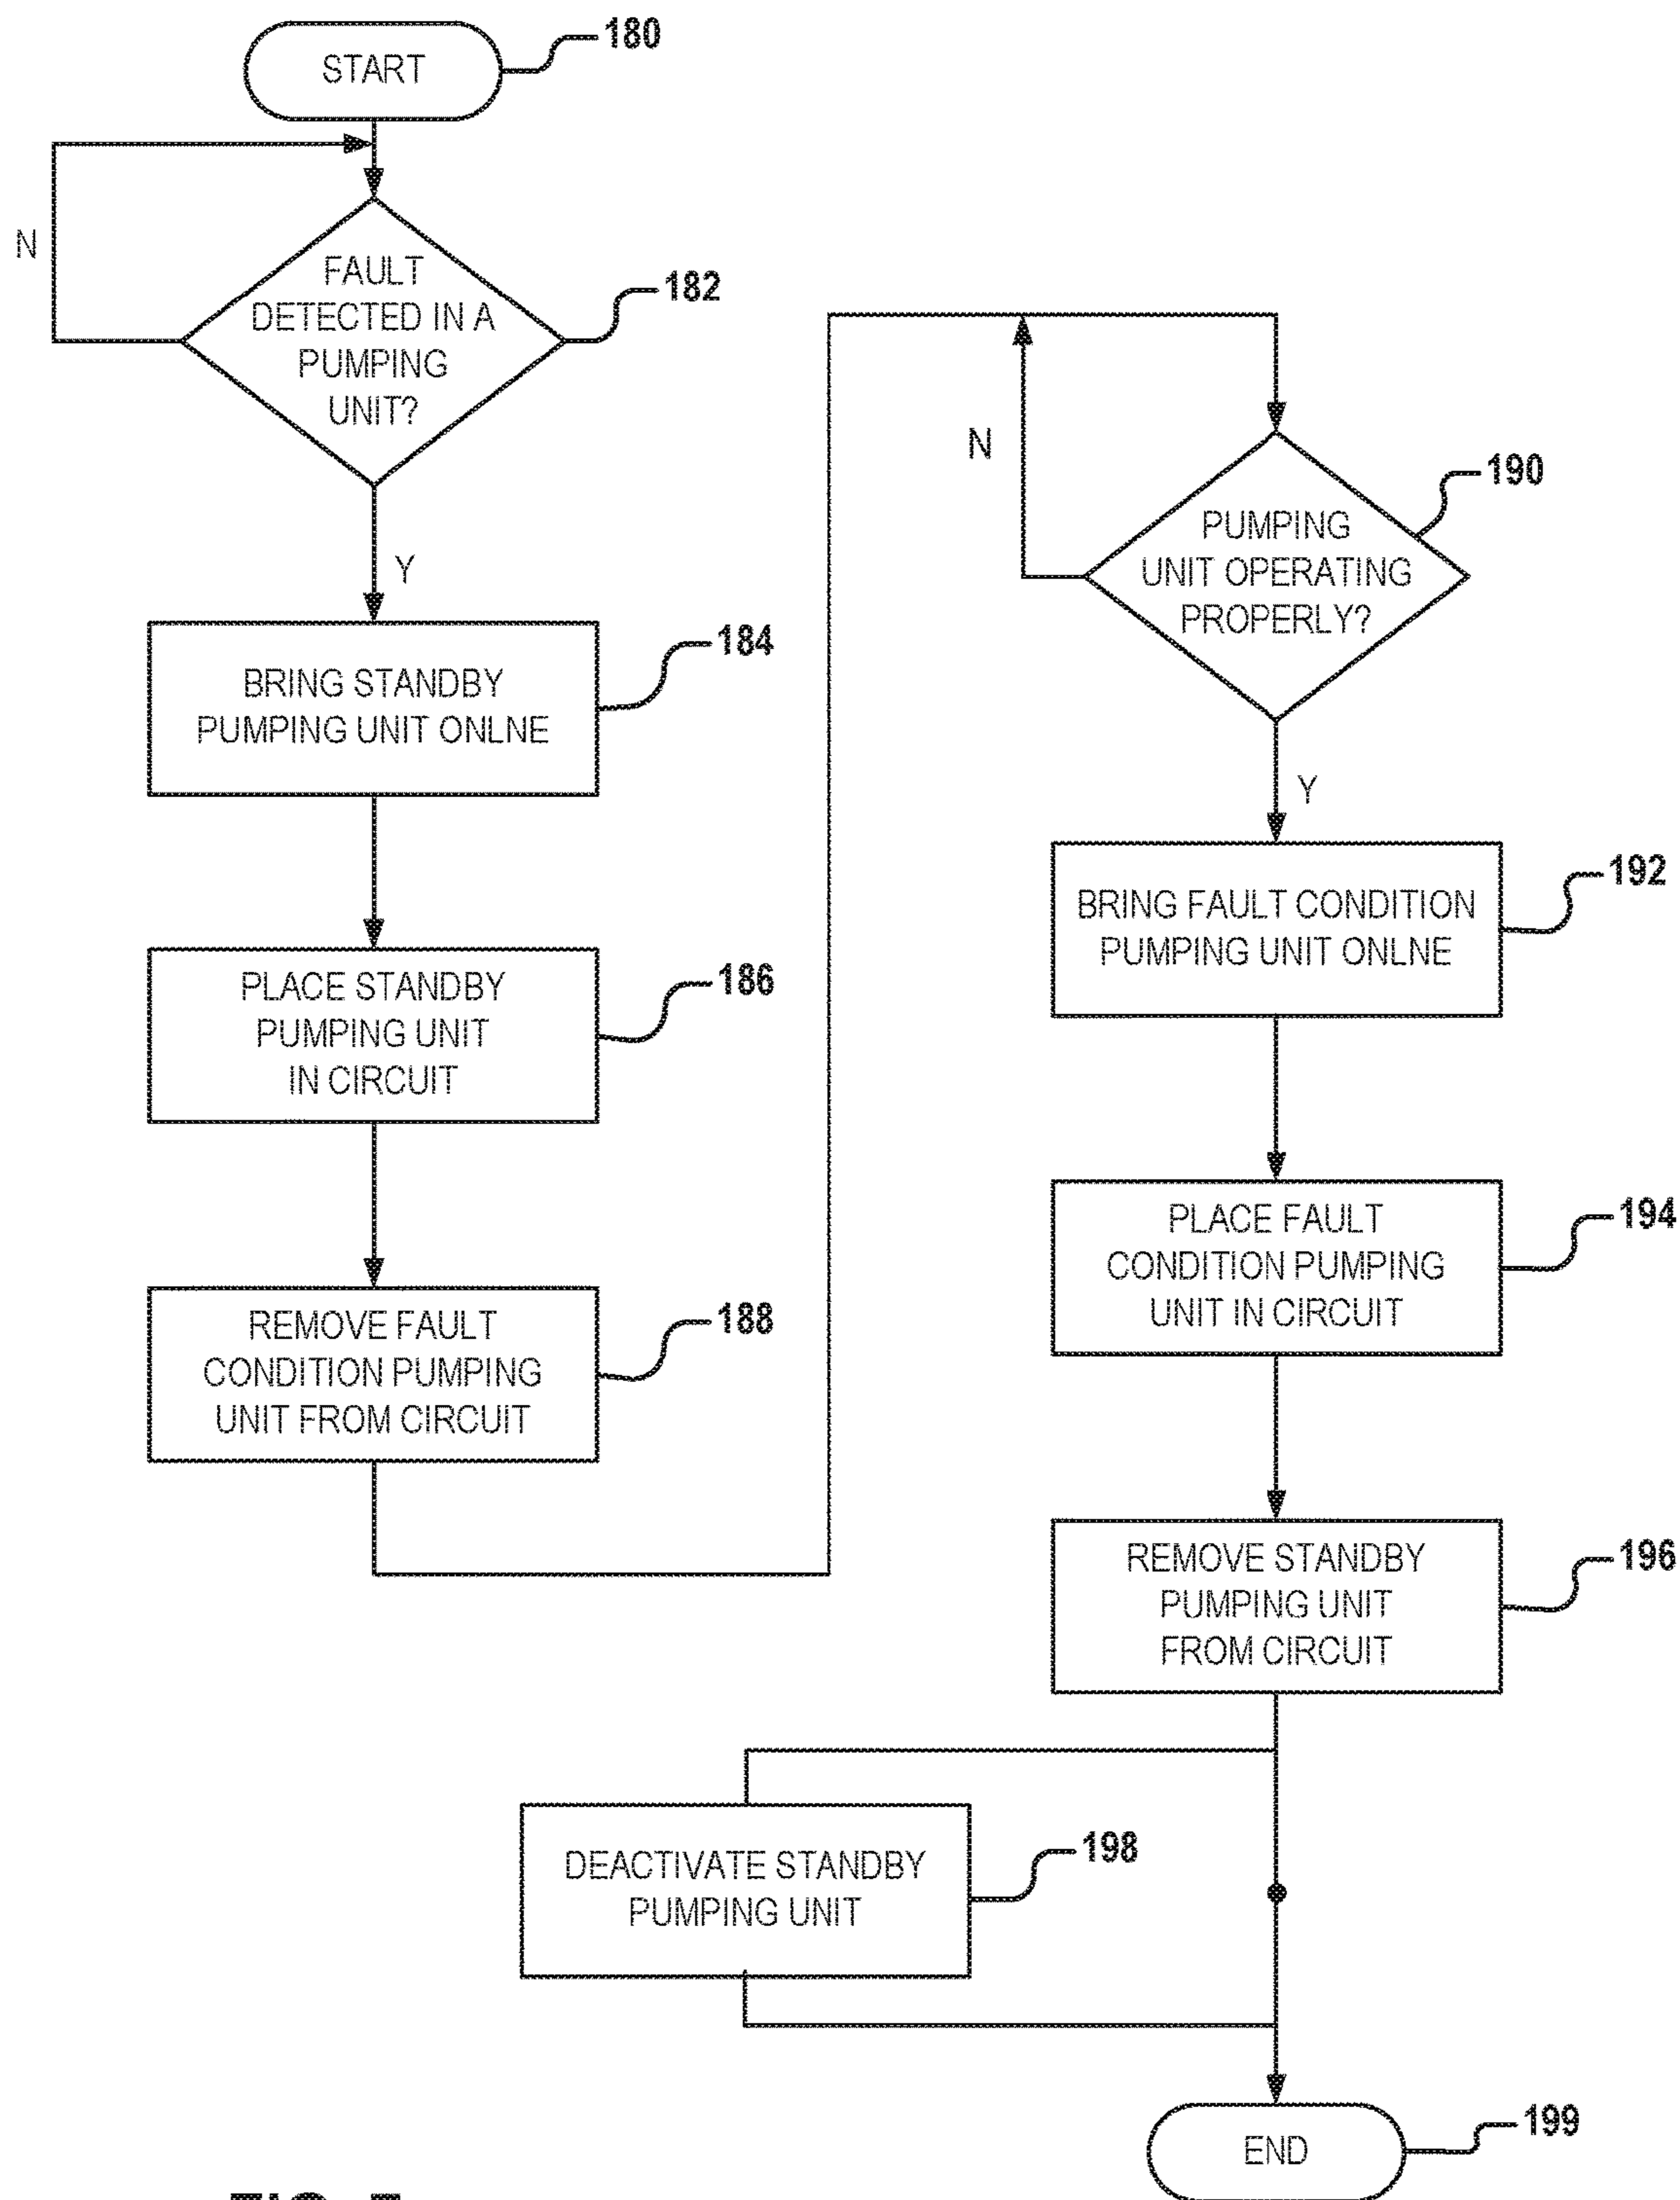 START
180
N
FAULT
DETECTED IN A
PUMPING
UNIT?
182
Y
BRING STANDBY
PUMPING UNIT ONLNE
184
PLACE STANDBY
PUMPING UNIT
IN CIRCUIT
186
REMOVE FAULT
CONDITION PUMPING
UNIT FROM CIRCUIT
188
N
PUMPING
UNIT OPERATING
PROPERLY?
190
Y
BRING FAULT CONDITION
PUMPING UNIT ONLNE
192
PLACE FAULT
CONDITION PUMPING
UNIT IN CIRCUIT
194
REMOVE STANDBY
PUMPING UNIT
FROM CIRCUIT
196
DEACTIVATE STANDBY
PUMPING UNIT
198
END
199